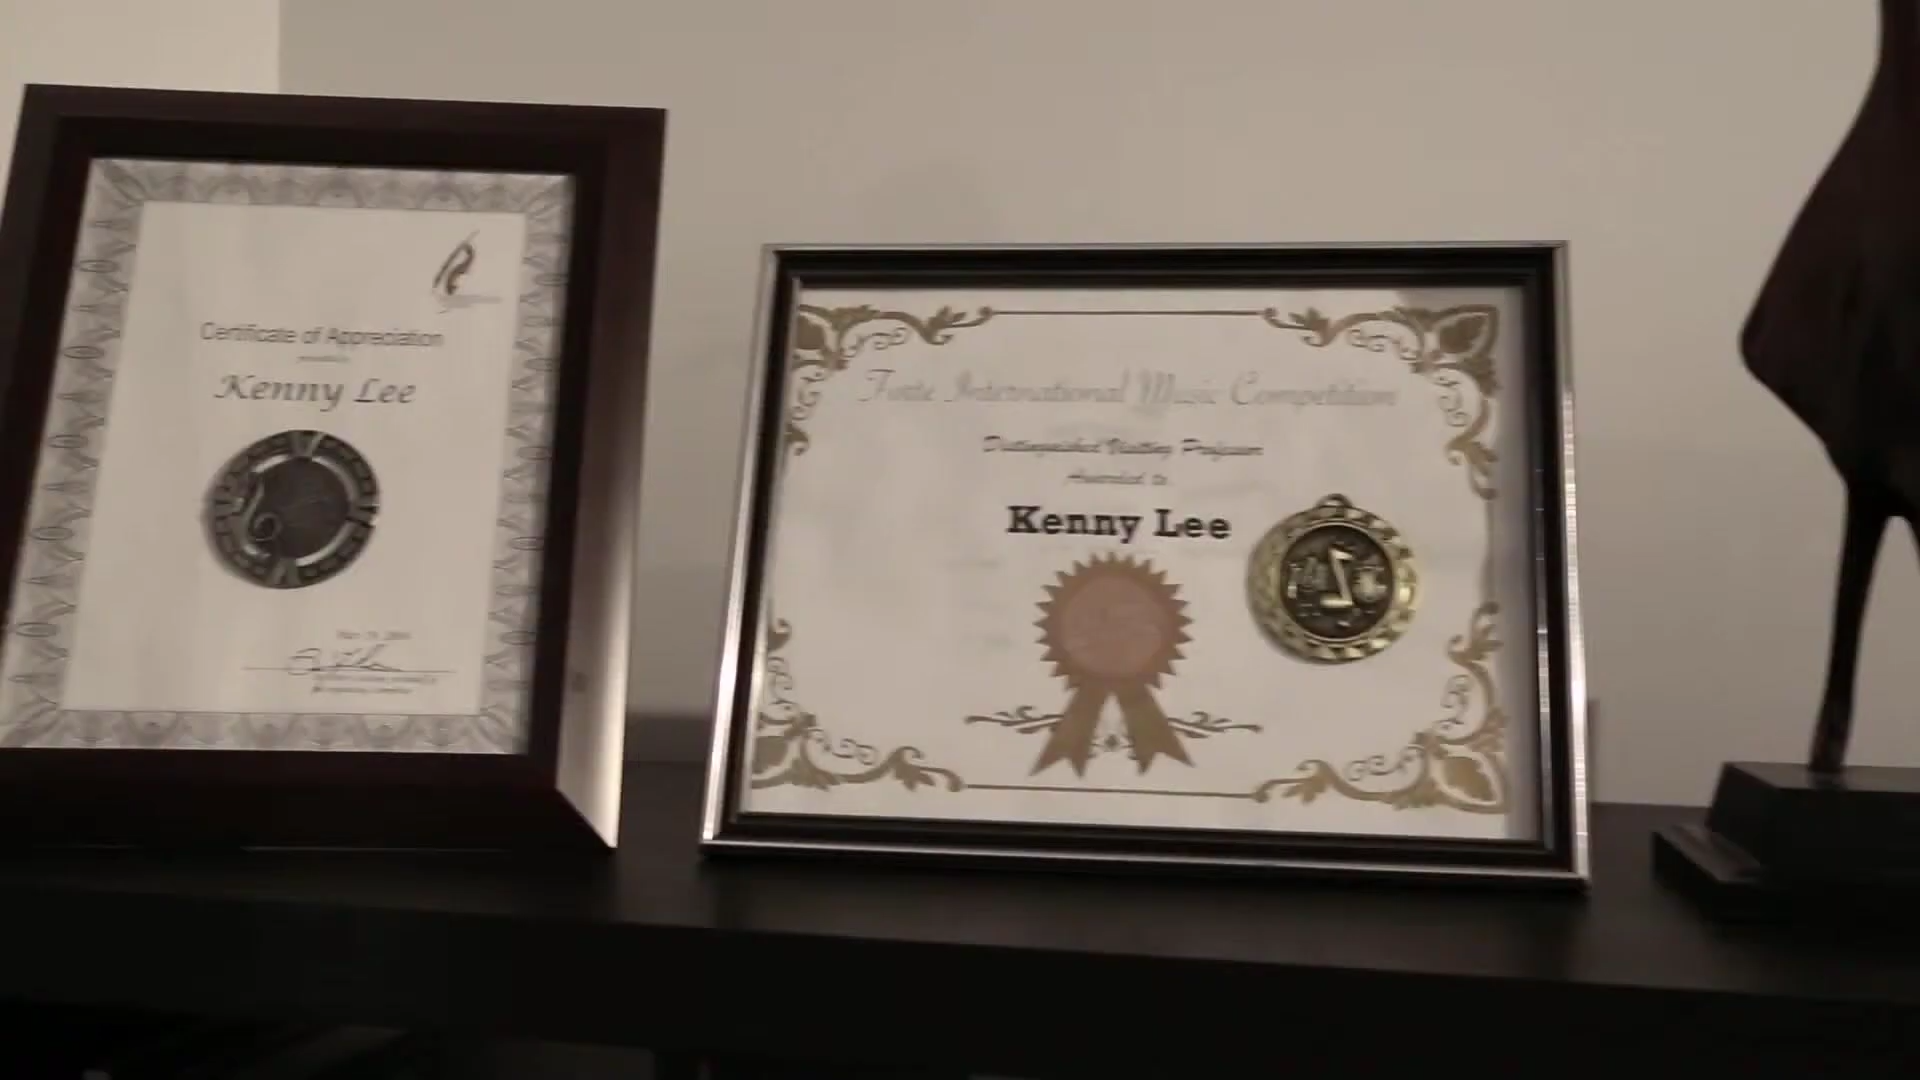 Certificate of Appreciation
Kenny Lee
Forte International Music Competition
Distinguished Visiting Professor
Awarded to
Kenny Lee